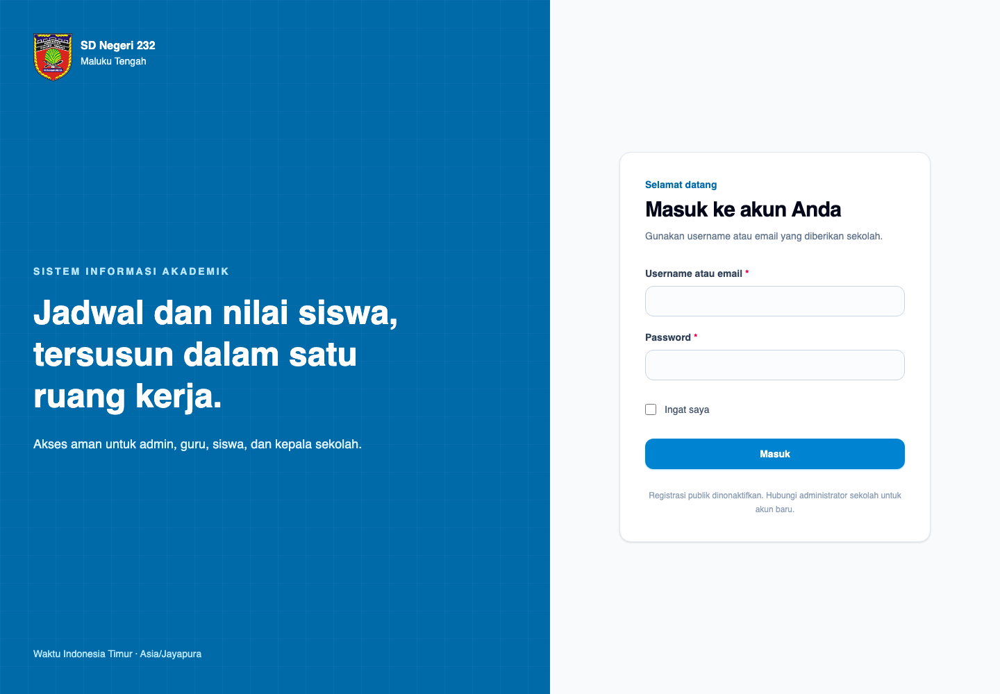 SD Negeri 232
Maluku Tengah
SISTEM INFORMASI AKADEMIK
Jadwal dan nilai siswa,
tersusun dalam satu
ruang kerja.
Akses aman untuk admin, guru, siswa, dan kepala sekolah.
Waktu Indonesia Timur · Asia/Jayapura
Selamat datang
Masuk ke akun Anda
Gunakan username atau email yang diberikan sekolah.
Username atau email *
Password *
Ingat saya
Masuk
Registrasi publik dinonaktifkan. Hubungi administrator sekolah untuk
akun baru.